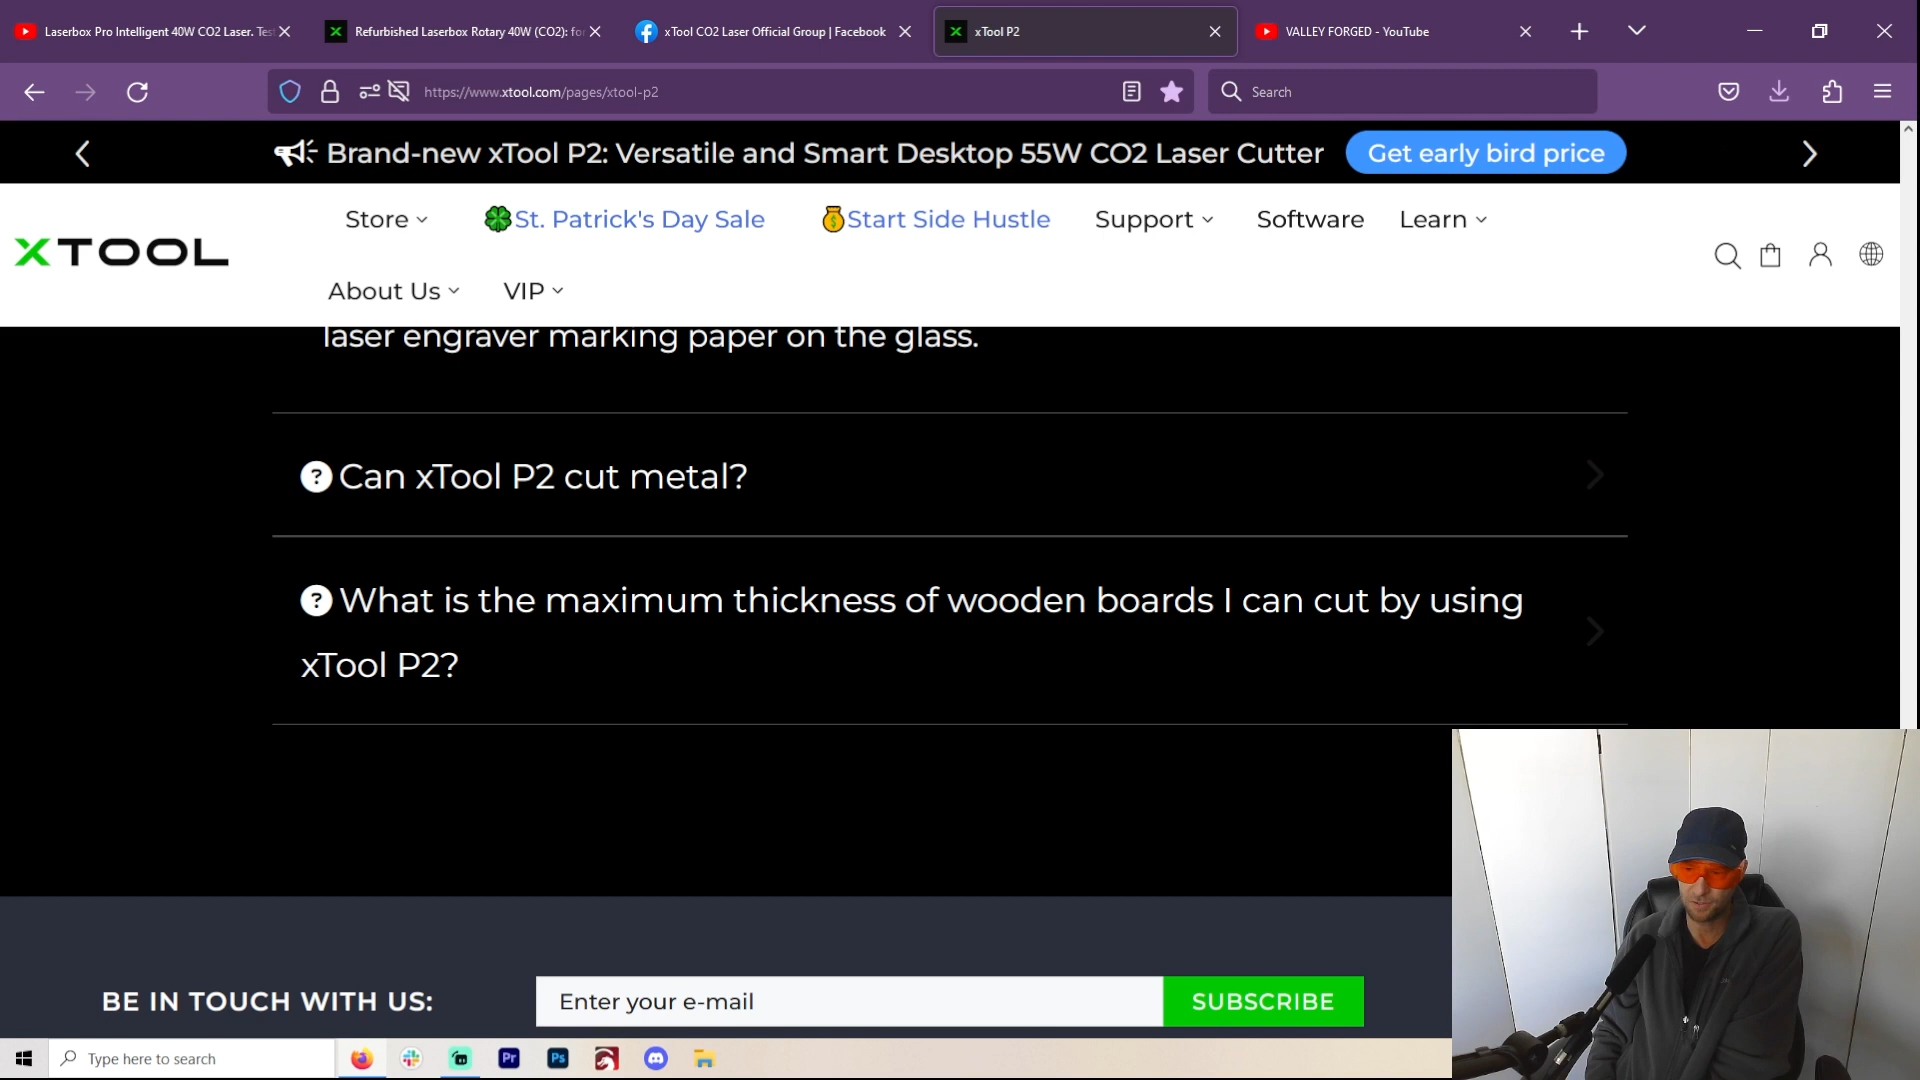 Laserbox Pro Intelligent 40W CO2 Laser. Tes
Refurbished Laserbox Rotary 40W (CO2): for
xTool CO2 Laser Official Group | Facebook
xTool P2
VALLEY FORGED - YouTube
https://www.xtool.com/pages/xtool-p2
Search
Brand-new xTool P2: Versatile and Smart Desktop 55W CO2 Laser Cutter
Get early bird price
XTOOL
Store
St. Patrick's Day Sale
Start Side Hustle
Support
Software
Learn
About Us
VIP
laser engraver marking paper on the glass.
? Can xTool P2 cut metal?
? What is the maximum thickness of wooden boards I can cut by using
xTool P2?
BE IN TOUCH WITH US:
Enter your e-mail
SUBSCRIBE
Type here to search
Pr
Ps